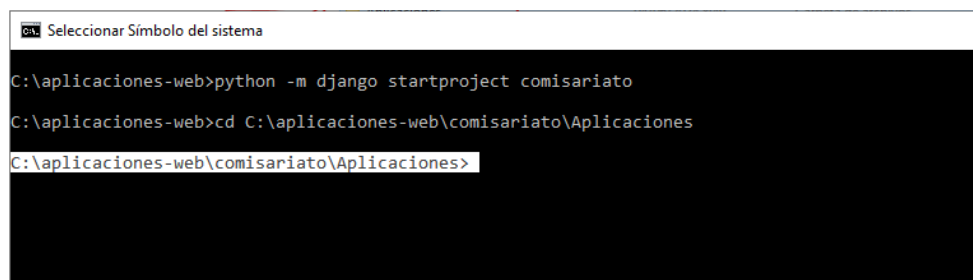 Seleccionar Símbolo del sistema
C:\aplicaciones-web>python -m django startproject comisariato
C:\aplicaciones-web>cd C:\aplicaciones-web\comisariato\Aplicaciones
C:\aplicaciones-web\comisariato\Aplicaciones>